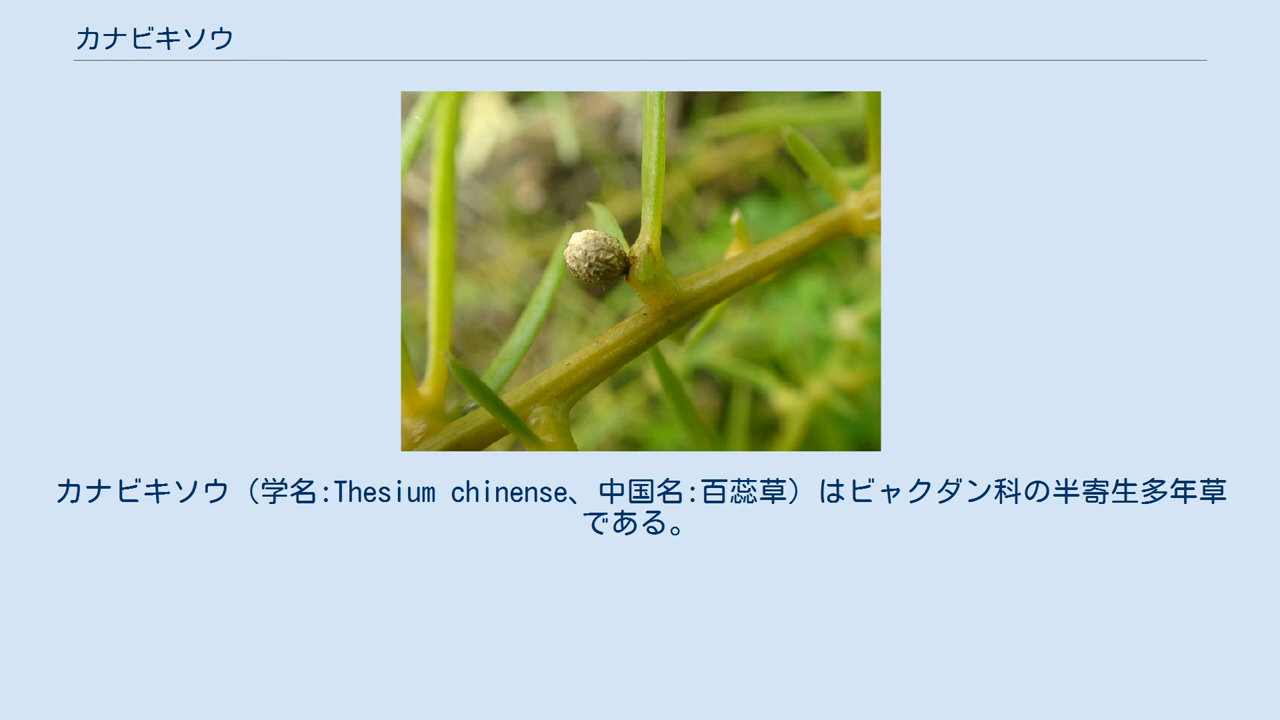 カナビキソウ
カナビキソウ（学名:Thesium chinense、中国名:百蕊草）はビャクダン科の半寄生多年草
である。